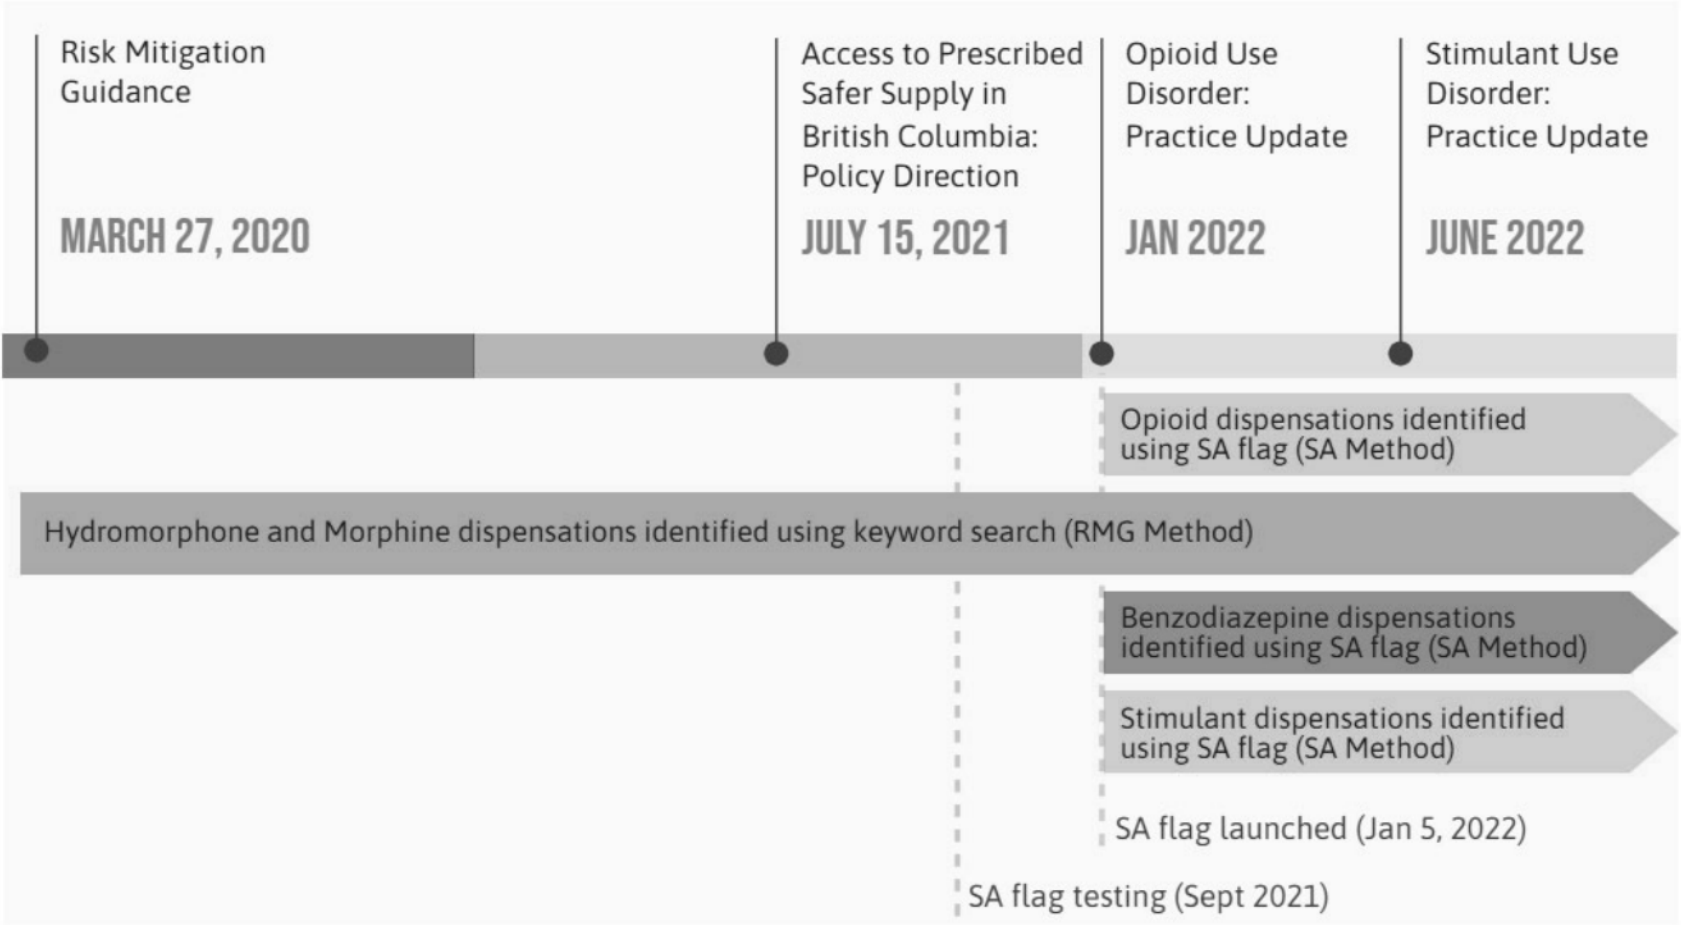 Risk Mitigation
Guidance
MARCH 27, 2020
Access to Prescribed
Safer Supply in
British Columbia:
Policy Direction
JULY 15, 2021
Opioid Use
Disorder:
Practice Update
JAN 2022
Stimulant Use
Disorder:
Practice Update
JUNE 2022
Opioid dispensations identified
using SA flag (SA Method)
Hydromorphone and Morphine dispensations identified using keyword search (RMG Method)
Benzodiazepine dispensations
identified using SA flag (SA Method)
Stimulant dispensations identified
using SA flag (SA Method)
SA flag launched (Jan 5, 2022)
SA flag testing (Sept 2021)